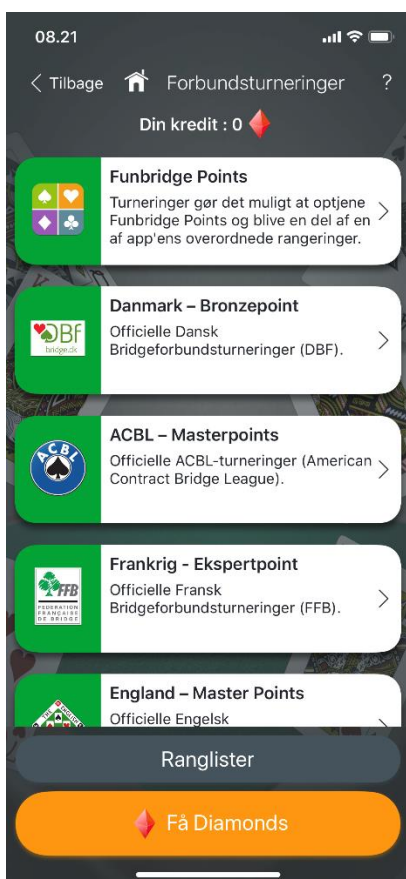 08.21
Tilbage
Forbundsturneringer
?
Din kredit : 0
Funbridge Points
Turneringer gør det muligt at optjene
Funbridge Points og blive en del af en
af app'ens overordnede rangeringer.
DBf
bridge.dk
Danmark – Bronzepoint
Officielle Dansk
Bridgeforbundsturneringer (DBF).
ACBL
ACBL – Masterpoints
Officielle ACBL-turneringer (American
Contract Bridge League).
FFB
FEDERATION
FRANÇAISE
DE BRIDGE
Frankrig - Ekspertpoint
Officielle Fransk
Bridgeforbundsturneringer (FFB).
England – Master Points
Officielle Engelsk
Ranglister
Få Diamonds